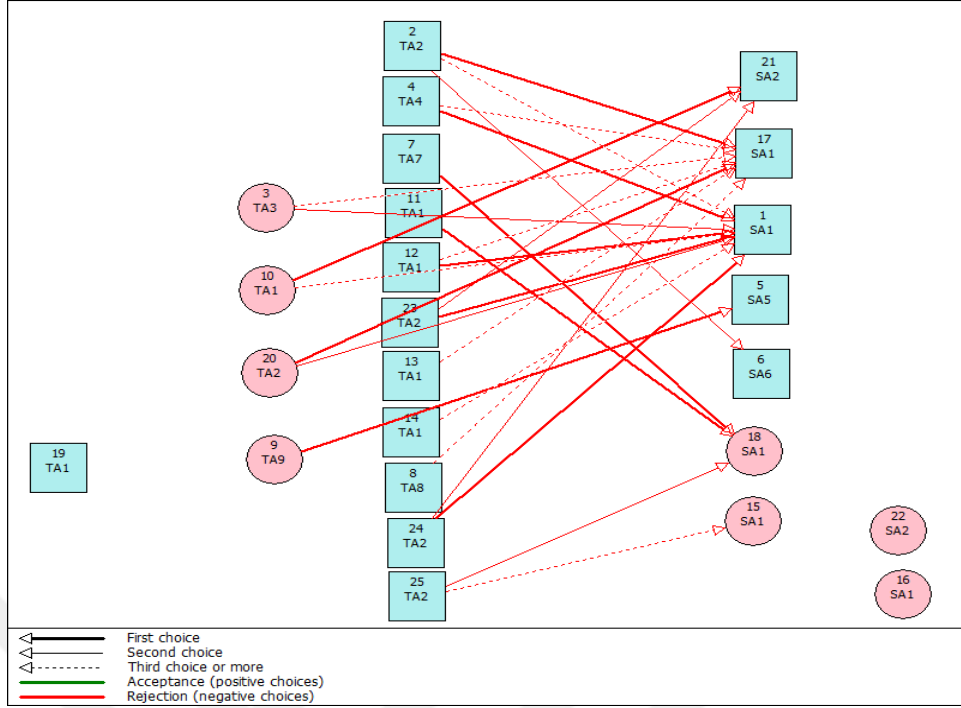 2
TA2
21
SA2
4
TA4
17
SA1
7
TA7
3
TA3
11
TA1
1
SA1
12
TA1
10
TA1
5
SA5
23
TA2
20
TA2
13
TA1
6
SA6
14
TA1
9
TA9
18
SA1
19
TA1
8
TA8
15
SA1
22
SA2
24
TA2
25
TA2
16
SA1
First choice
Second choice
Third choice or more
Acceptance (positive choices)
Rejection (negative choices)